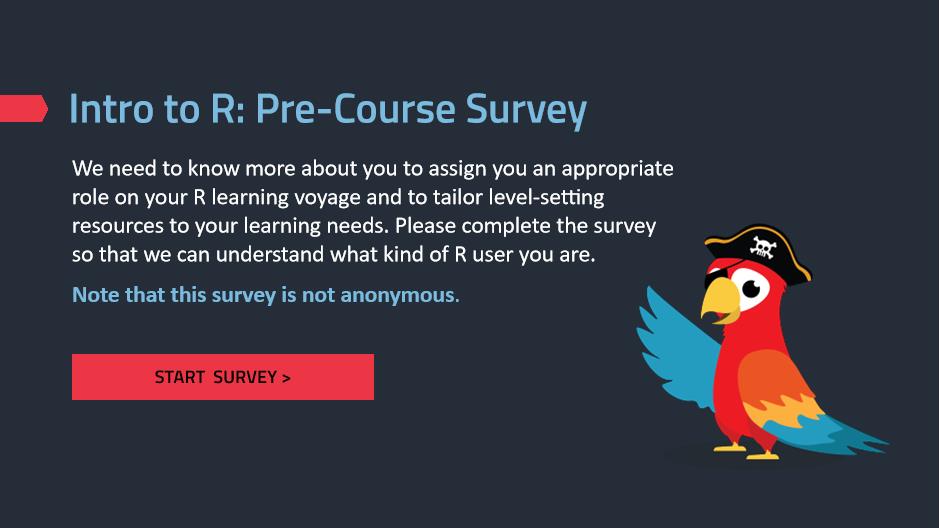 Intro to R: Pre-Course Survey
We need to know more about you to assign you an appropriate
role on your R learning voyage and to tailor level-setting
resources to your learning needs. Please complete the survey
so that we can understand what kind of R user you are.
Note that this survey is not anonymous.
START SURVEY >